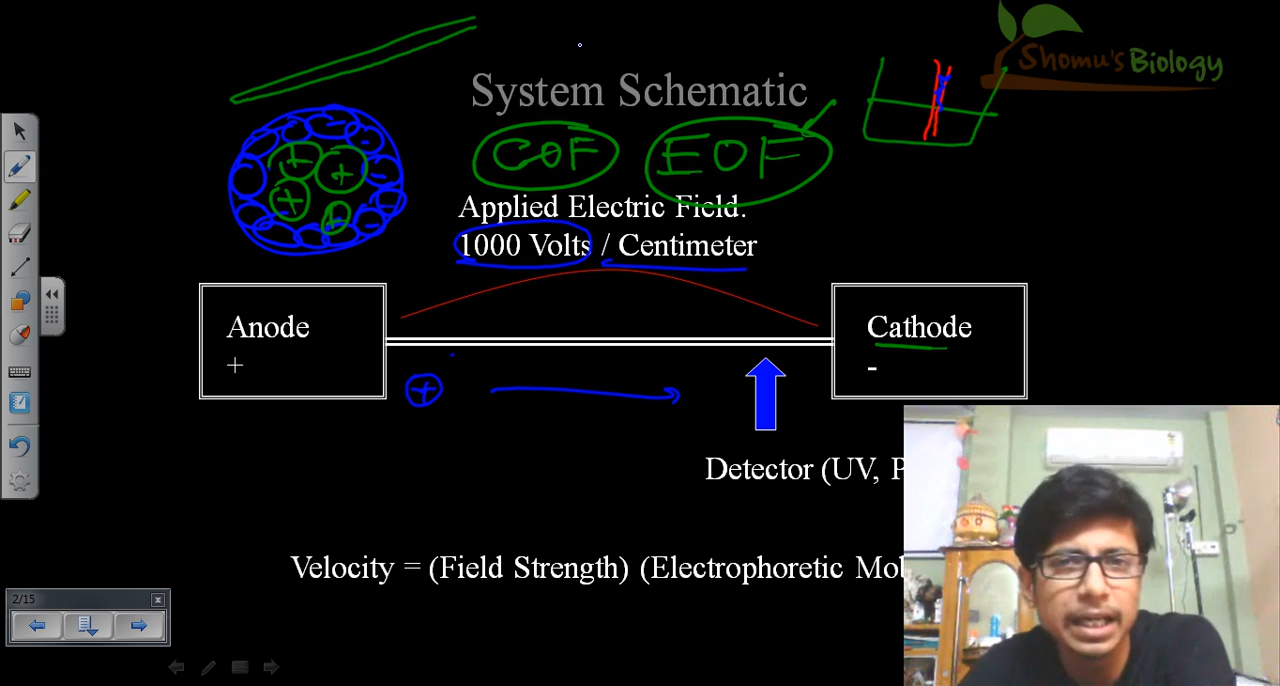 Shomu's Biology
System Schematic
COF EOF
Applied Electric Field.
1000 Volts / Centimeter
Anode
+
Cathode
-
+
Detector (UV, P
Velocity = (Field Strength) (Electrophoretic Mob
2/15 x